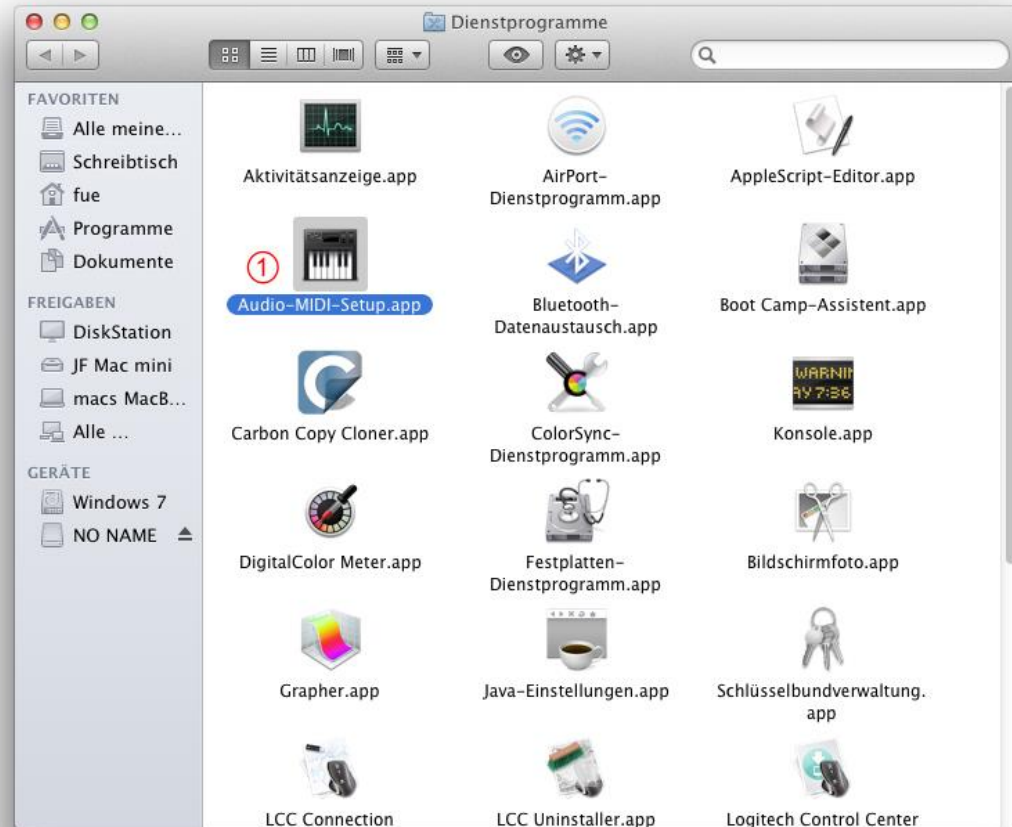 Dienstprogramme
FAVORITEN
Alle meine...
Schreibtisch
fue
Programme
Dokumente
FREIGABEN
DiskStation
JF Mac mini
macs MacB...
Alle ...
GERÄTE
Windows 7
NO NAME
Aktivitätsanzeige.app
AirPort-
Dienstprogramm.app
AppleScript-Editor.app
1
Audio-MIDI-Setup.app
Bluetooth-
Datenaustausch.app
Boot Camp-Assistent.app
Carbon Copy Cloner.app
ColorSync-
Dienstprogramm.app
WARNIN
AY 7:36
Konsole.app
DigitalColor Meter.app
Festplatten-
Dienstprogramm.app
Bildschirmfoto.app
Grapher.app
Java-Einstellungen.app
Schlüsselbundverwaltung.
app
LCC Connection
LCC Uninstaller.app
Logitech Control Center